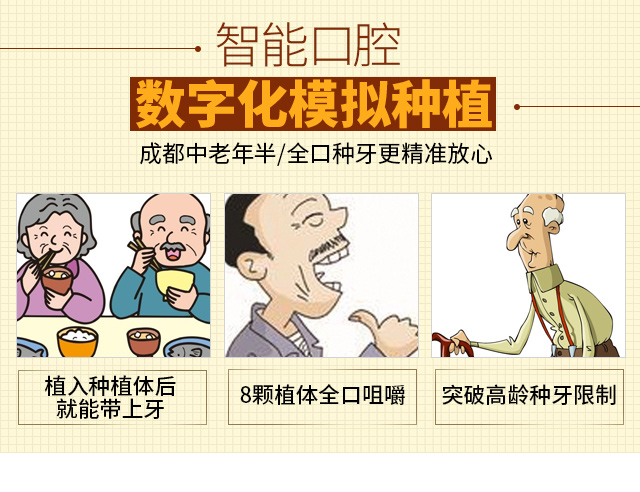 智能口腔
数字化模拟种植
成都中老年半/全口种牙更精准放心
植入种植体后
就能带上牙
8颗植体全口咀嚼
突破高龄种牙限制